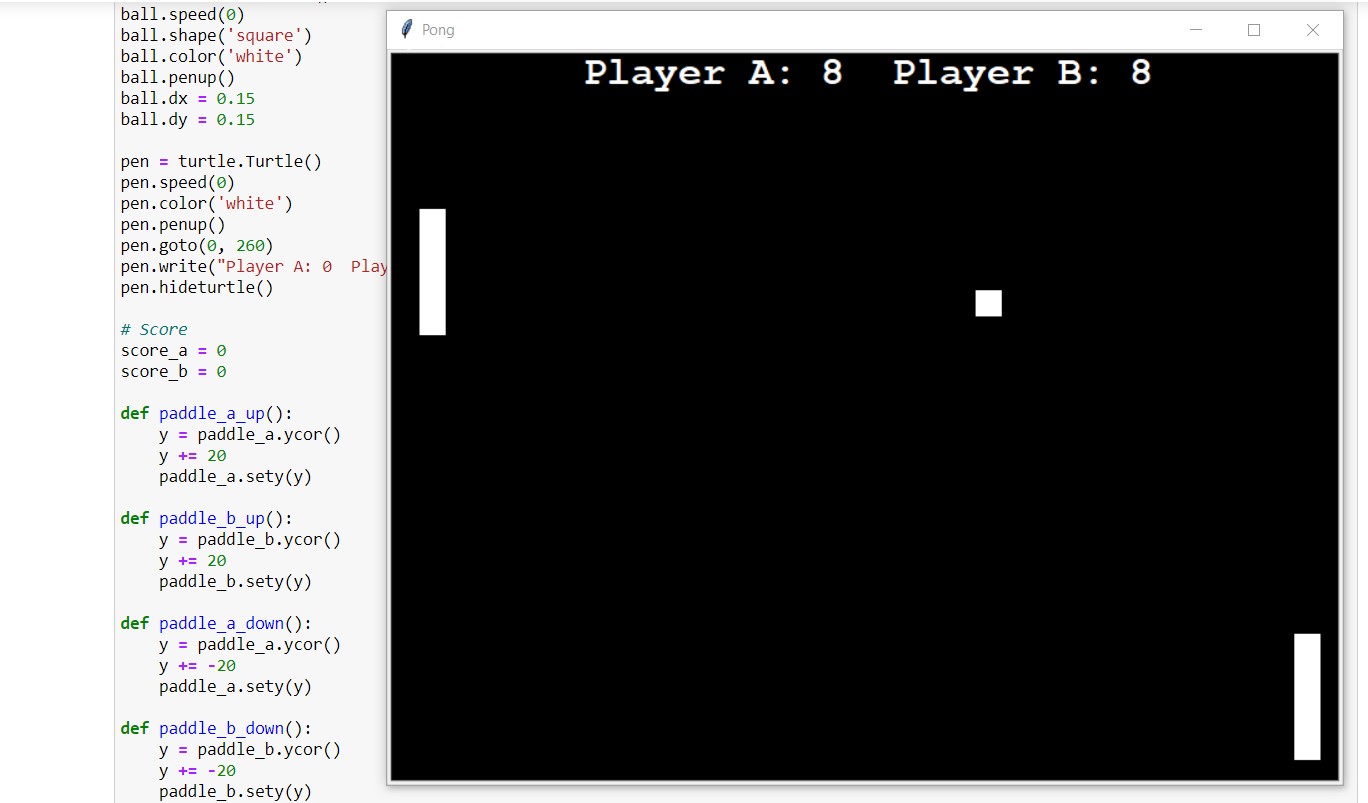 ball.speed(0)
ball.shape('square')
ball.color('white')
ball.penup()
ball.dx = 0.15
ball.dy = 0.15

pen = turtle.Turtle()
pen.speed(0)
pen.color('white')
pen.penup()
pen.goto(0, 260)
pen.write("Player A: 0  Play
pen.hideturtle()

# Score
score_a = 0
score_b = 0

def paddle_a_up():
    y = paddle_a.ycor()
    y += 20
    paddle_a.sety(y)

def paddle_b_up():
    y = paddle_b.ycor()
    y += 20
    paddle_b.sety(y)

def paddle_a_down():
    y = paddle_a.ycor()
    y += -20
    paddle_a.sety(y)

def paddle_b_down():
    y = paddle_b.ycor()
    y += -20
    paddle_b.sety(y)
Pong
Player A: 8  Player B: 8